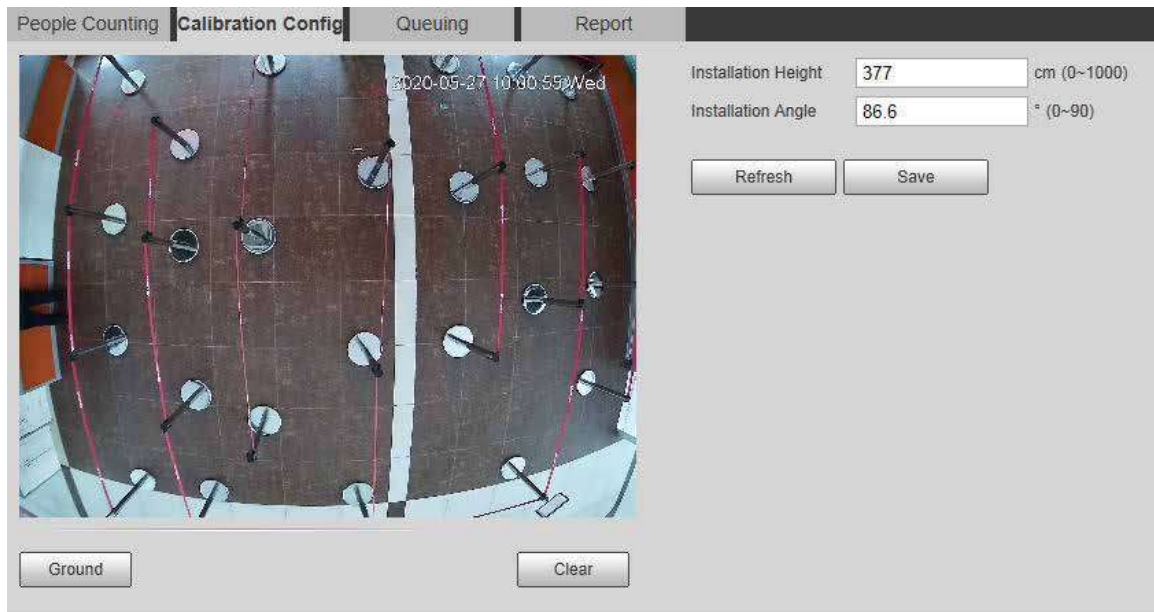 People Counting Calibration Config Queuing Report
2020-05-27 10:00:55 Wed
Installation Height 377 cm (0~1000)
Installation Angle 86.6 ° (0~90)
Refresh Save
Ground Clear